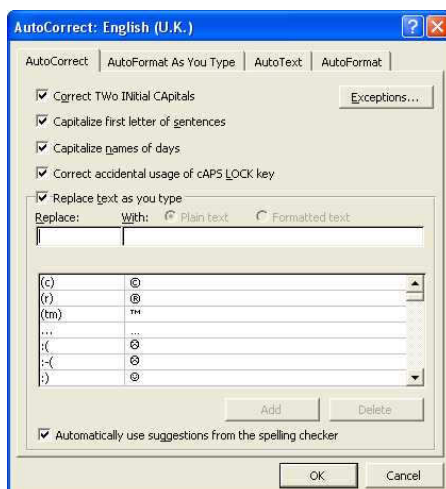 AutoCorrect: English (U.K.)
AutoCorrect AutoFormat As You Type AutoText AutoFormat
Correct TWo INitial CApitals Exceptions...
Capitalize first letter of sentences
Capitalize names of days
Correct accidental usage of cAPS LOCK key
Replace text as you type
Replace: With: Plain text Formatted text
(c) ©
(r) ®
(tm) ™
... ...
:( ☹
:-( ☹
:) ☺
Add Delete
Automatically use suggestions from the spelling checker
OK Cancel